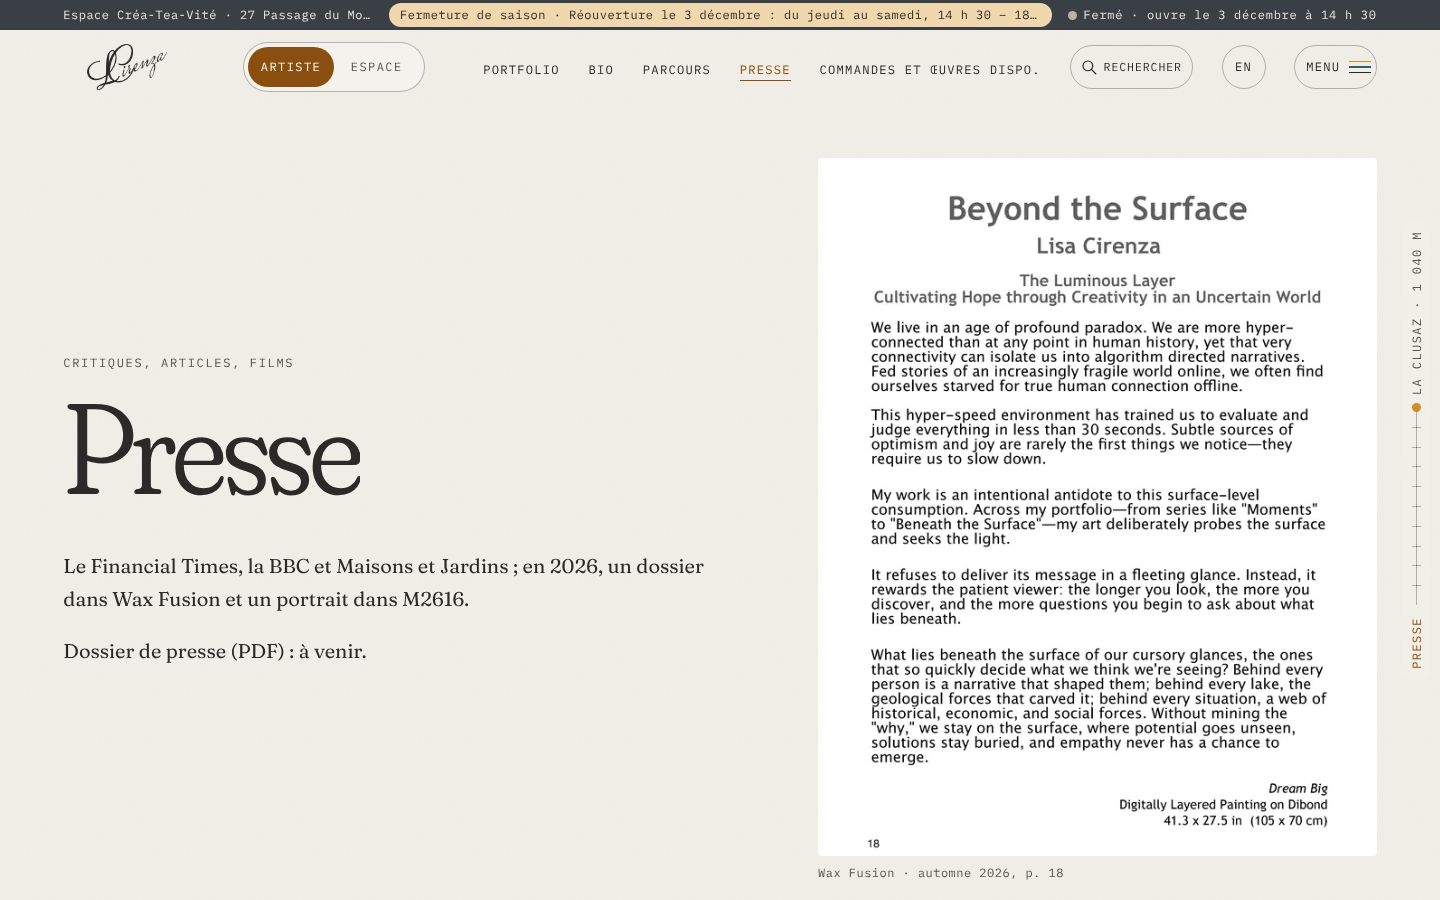 Espace Créa-Tea-Vité · 27 Passage du Mo…
Fermeture de saison · Réouverture le 3 décembre : du jeudi au samedi, 14 h 30 – 18…
Fermé · ouvre le 3 décembre à 14 h 30
Lirenza
ARTISTE
ESPACE
PORTFOLIO
BIO
PARCOURS
PRESSE
COMMANDES ET ŒUVRES DISPO.
RECHERCHER
EN
MENU
CRITIQUES, ARTICLES, FILMS
Presse
Le Financial Times, la BBC et Maisons et Jardins ; en 2026, un dossier
dans Wax Fusion et un portrait dans M2616.
Dossier de presse (PDF) : à venir.
Beyond the Surface
Lisa Cirenza
The Luminous Layer
Cultivating Hope through Creativity in an Uncertain World
We live in an age of profound paradox. We are more hyper-
connected than at any point in human history, yet that very
connectivity can isolate us into algorithm directed narratives.
Fed stories of an increasingly fragile world online, we often find
ourselves starved for true human connection offline.
This hyper-speed environment has trained us to evaluate and
judge everything in less than 30 seconds. Subtle sources of
optimism and joy are rarely the first things we notice—they
require us to slow down.
My work is an intentional antidote to this surface-level
consumption. Across my portfolio—from series like "Moments"
to "Beneath the Surface"—my art deliberately probes the surface
and seeks the light.
It refuses to deliver its message in a fleeting glance. Instead, it
rewards the patient viewer: the longer you look, the more you
discover, and the more questions you begin to ask about what
lies beneath.
What lies beneath the surface of our cursory glances, the ones
that so quickly decide what we think we're seeing? Behind every
person is a narrative that shaped them; behind every lake, the
geological forces that carved it; behind every situation, a web of
historical, economic, and social forces. Without mining the
"why," we stay on the surface, where potential goes unseen,
solutions stay buried, and empathy never has a chance to
emerge.
Dream Big
Digitally Layered Painting on Dibond
41.3 x 27.5 in (105 x 70 cm)
18
Wax Fusion · automne 2026, p. 18
LA CLUSAZ · 1 040 M
PRESSE